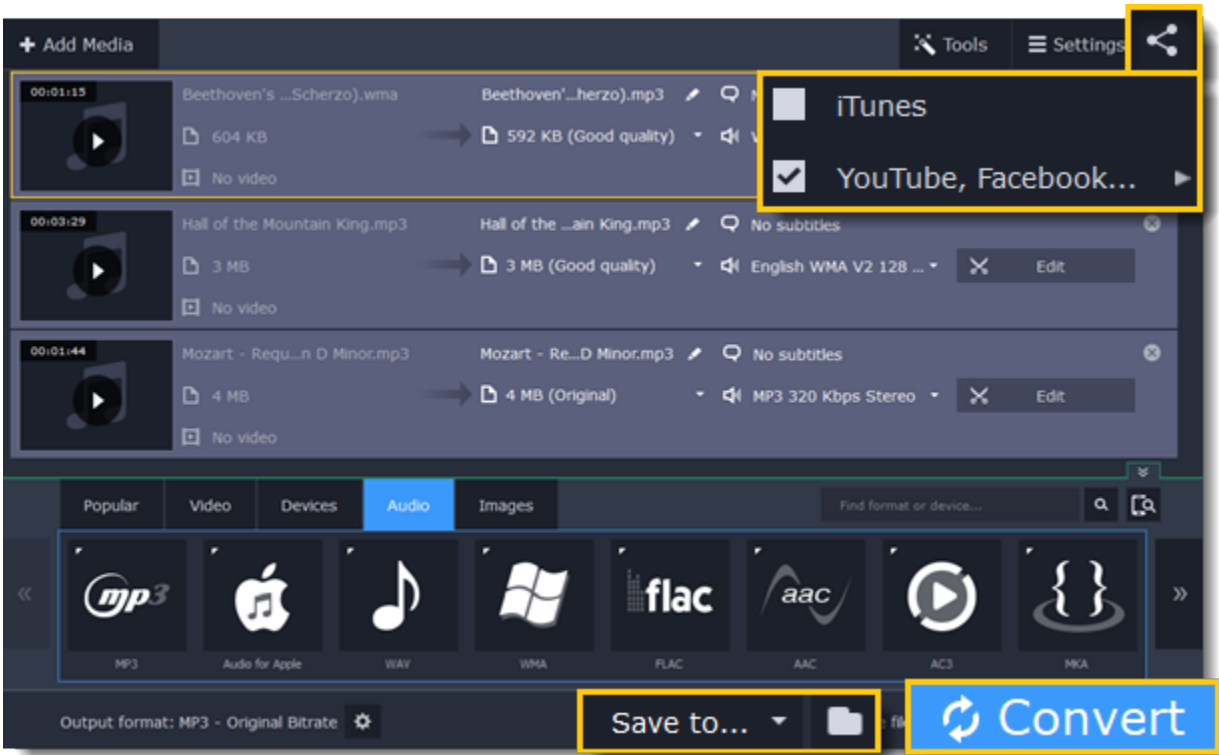 Add Media
Tools
Settings
iTunes
YouTube, Facebook...
00:01:15
Beethoven's ...Scherzo).wma
Beethoven'...herzo).mp3
604 KB
592 KB (Good quality)
No video
00:03:29
Hall of the Mountain King.mp3
Hall of the ...ain King.mp3
No subtitles
3 MB
3 MB (Good quality)
English WMA V2 128 ...
Edit
No video
00:01:44
Mozart - Requ...n D Minor.mp3
Mozart - Re...D Minor.mp3
No subtitles
4 MB
4 MB (Original)
MP3 320 Kbps Stereo
Edit
No video
Popular
Video
Devices
Audio
Images
Find format or device...
mp3
flac
aac
MP3
Audio for Apple
WAV
WMA
FLAC
AAC
AC3
MKA
Output format: MP3 - Original Bitrate
Save to...
Convert